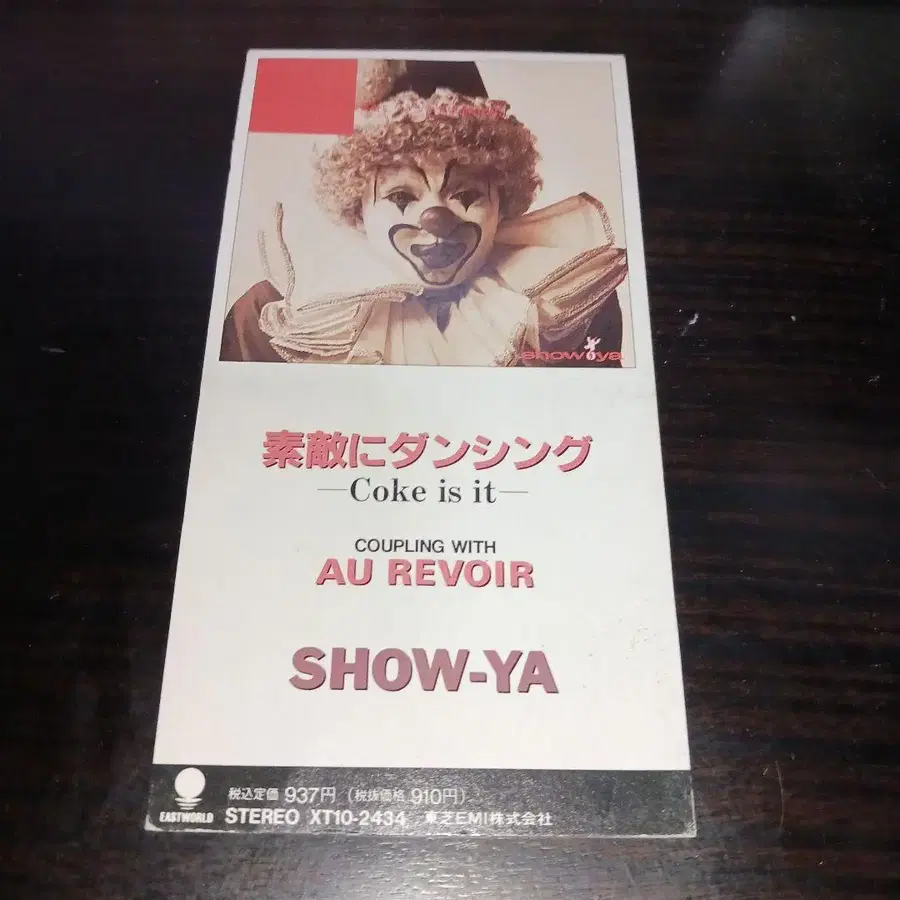 show-ya
素敵にダンシング
—Coke is it—
COUPLING WITH
AU REVOIR
SHOW-YA
税込定価 937円 (税抜価格 910円)
EASTWORLD STEREO XT10-2434 東芝EMI株式会社